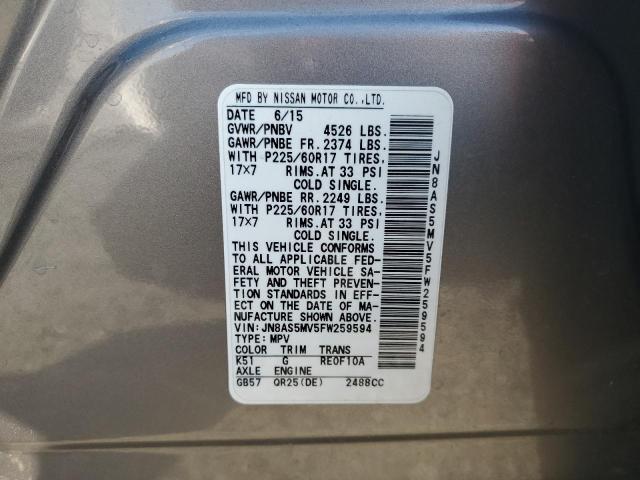 MFD BY NISSAN MOTOR CO.,LTD.
DATE 6/15
GVWR/PNBV 4526 LBS.
GAWR/PNBE FR. 2374 LBS.
WITH P225/60R17 TIRES,
17X7 RIMS.AT 33 PSI
COLD SINGLE.
GAWR/PNBE RR. 2249 LBS.
WITH P225/60R17 TIRES,
17X7 RIMS.AT 33 PSI
COLD SINGLE.
THIS VEHICLE CONFORMS
TO ALL APPLICABLE FED-
ERAL MOTOR VEHICLE SA-
FETY AND THEFT PREVEN-
TION STANDARDS IN EFF-
ECT ON THE DATE OF MA-
NUFACTURE SHOWN ABOVE.
VIN:JN8AS5MV5FW259594
TYPE:MPV
COLOR TRIM TRANS
K51 G RE0F10A
AXLE ENGINE
GB57 QR25(DE) 2488CC
JN8AS5MV5FW259594